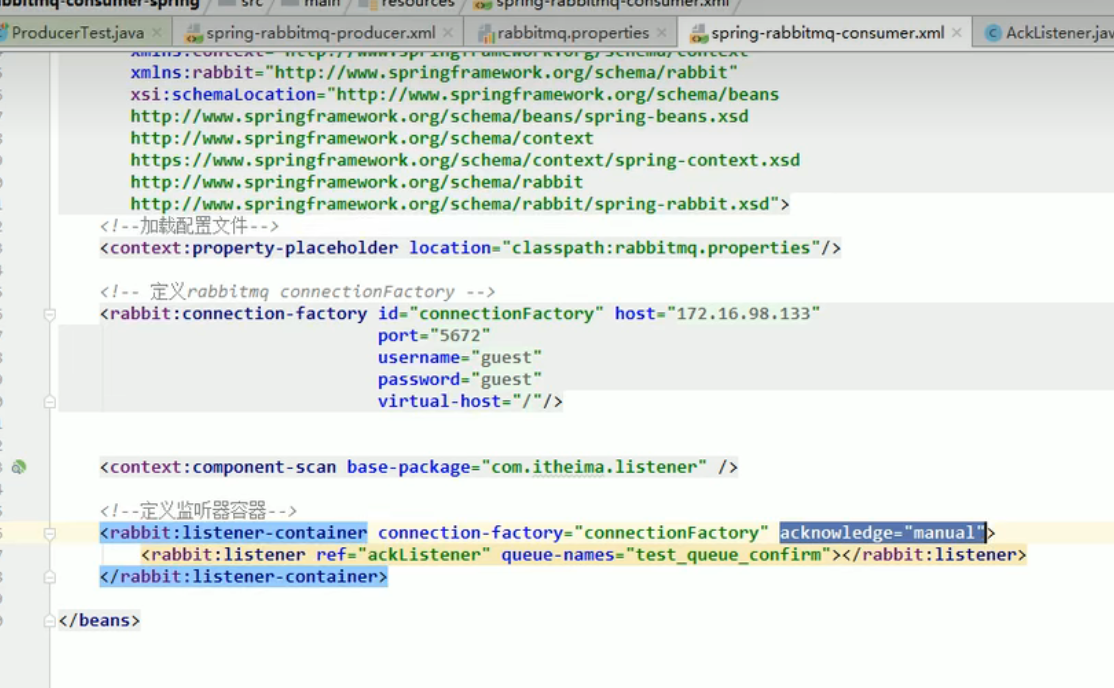 abbitmq-consumer-spring src main resources spring-rabbitmq-consumer.xml
ProducerTest.java spring-rabbitmq-producer.xml rabbitmq.properties spring-rabbitmq-consumer.xml AckListener.jav
xmlns:context="http://www.springframework.org/schema/context"
xmlns:rabbit="http://www.springframework.org/schema/rabbit"
xsi:schemaLocation="http://www.springframework.org/schema/beans
http://www.springframework.org/schema/beans/spring-beans.xsd
http://www.springframework.org/schema/context
https://www.springframework.org/schema/context/spring-context.xsd
http://www.springframework.org/schema/rabbit
http://www.springframework.org/schema/rabbit/spring-rabbit.xsd">
<!--加载配置文件-->
<context:property-placeholder location="classpath:rabbitmq.properties"/>
<!-- 定义rabbitmq connectionFactory -->
<rabbit:connection-factory id="connectionFactory" host="172.16.98.133"
port="5672"
username="guest"
password="guest"
virtual-host="/"/>
<context:component-scan base-package="com.itheima.listener" />
<!--定义监听器容器-->
<rabbit:listener-container connection-factory="connectionFactory" acknowledge="manual">
<rabbit:listener ref="ackListener" queue-names="test_queue_confirm"></rabbit:listener>
</rabbit:listener-container>
</beans>